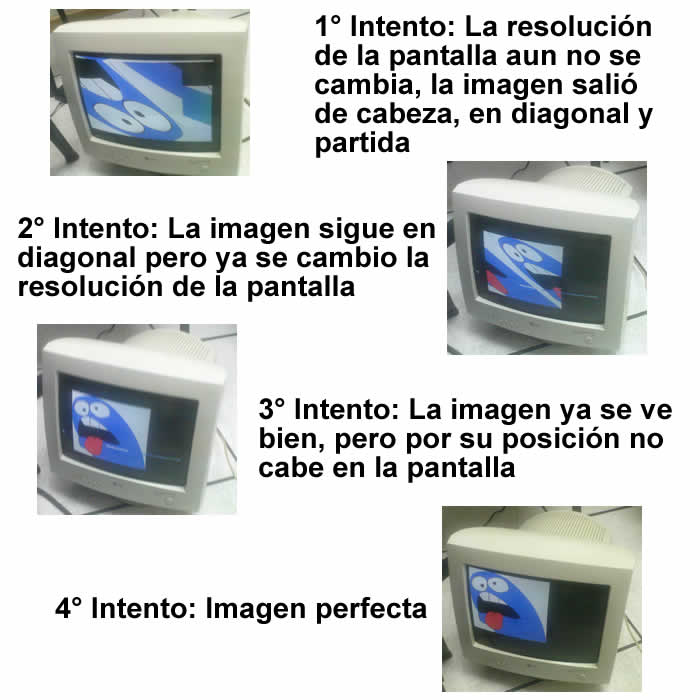 1° Intento: La resolución
de la pantalla aun no se
cambia, la imagen salió
de cabeza, en diagonal y
partida
2° Intento: La imagen sigue en
diagonal pero ya se cambio la
resolución de la pantalla
3° Intento: La imagen ya se ve
bien, pero por su posición no
cabe en la pantalla
4° Intento: Imagen perfecta